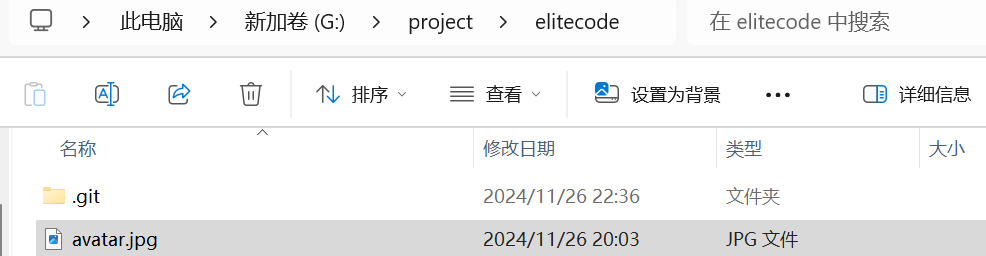 此电脑 新加卷 (G:) project elitecode 在 elitecode 中搜索
排序 查看 设置为背景 ••• 详细信息
名称 修改日期 类型 大小
.git 2024/11/26 22:36 文件夹
avatar.jpg 2024/11/26 20:03 JPG 文件